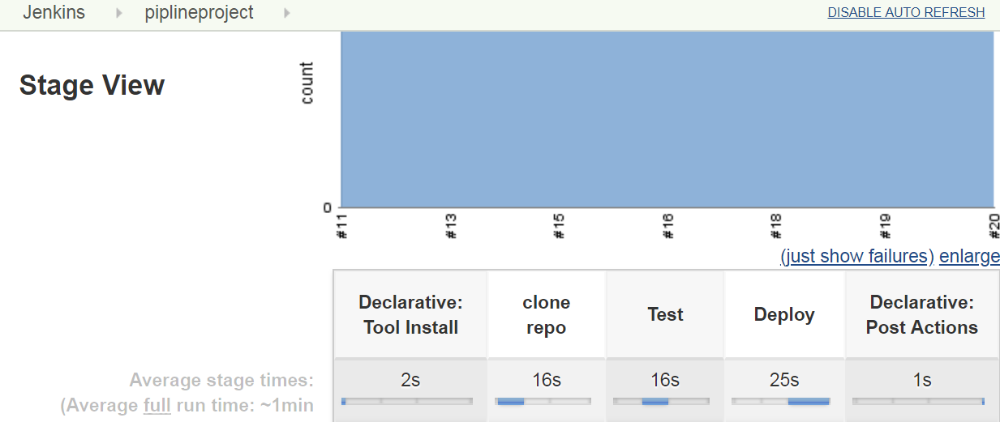 Jenkins piplineproject DISABLE AUTO REFRESH
Stage View
count
0
#11 #13 #15 #16 #18 #19 #20
(just show failures) enlarge
Declarative: Tool Install
clone repo
Test
Deploy
Declarative: Post Actions
Average stage times:
(Average full run time: ~1min
2s 16s 16s 25s 1s